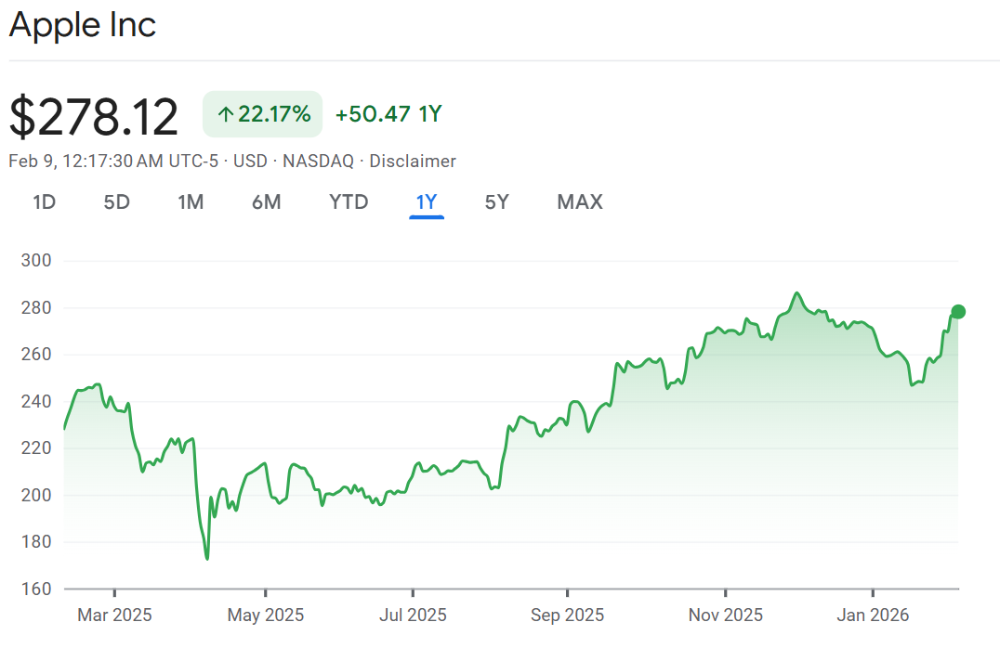 Apple Inc
$278.12 ↑ 22.17% +50.47 1Y
Feb 9, 12:17:30 AM UTC-5 · USD · NASDAQ · Disclaimer
1D 5D 1M 6M YTD 1Y 5Y MAX
300
280
260
240
220
200
180
160
Mar 2025 May 2025 Jul 2025 Sep 2025 Nov 2025 Jan 2026